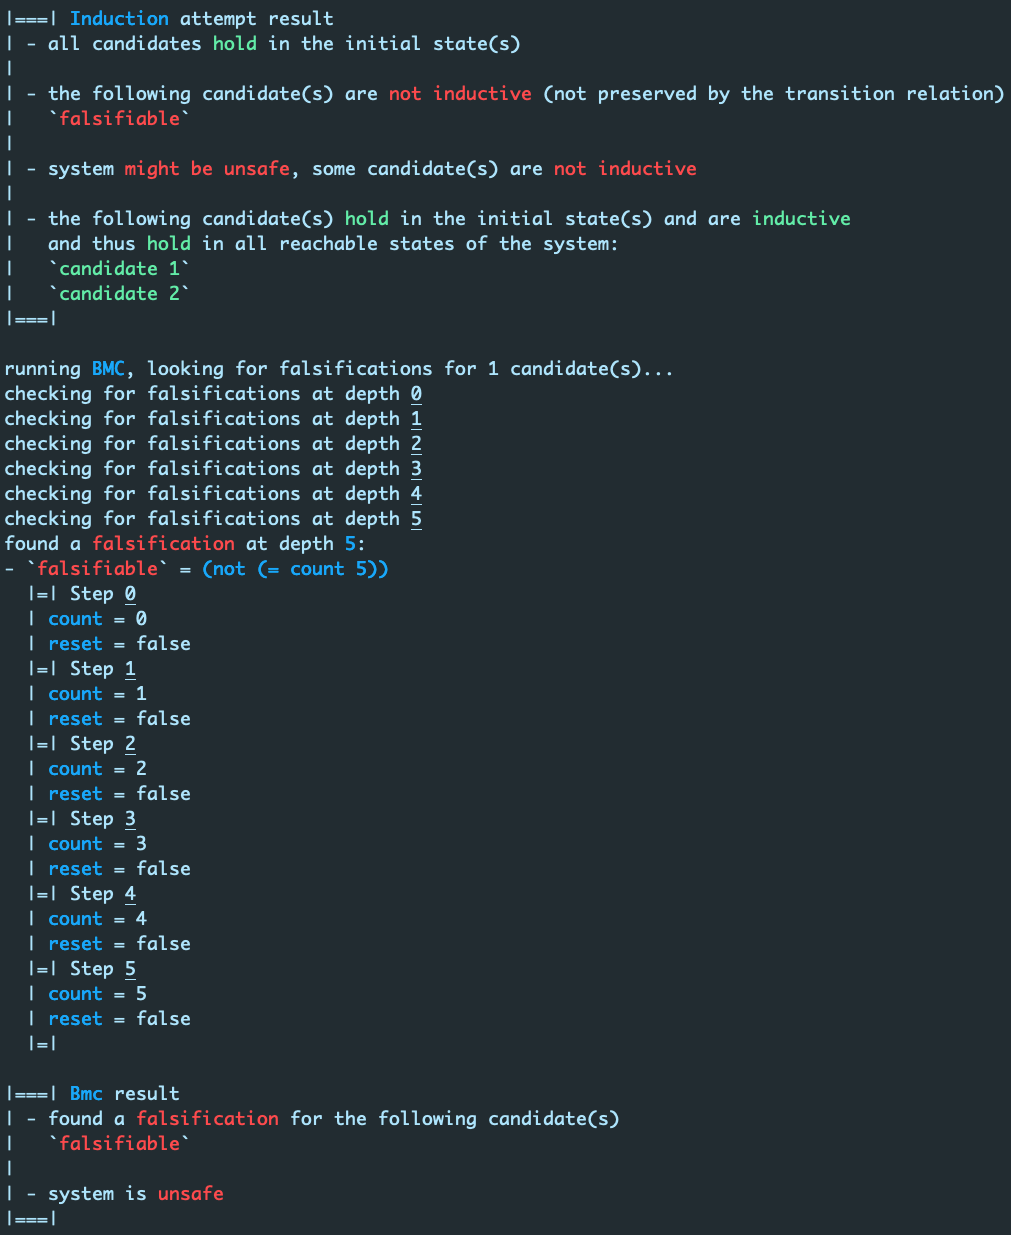 |===| Induction attempt result
| - all candidates hold in the initial state(s)
|
| - the following candidate(s) are not inductive (not preserved by the transition relation)
|   `falsifiable`
|
| - system might be unsafe, some candidate(s) are not inductive
|
| - the following candidate(s) hold in the initial state(s) and are inductive
|   and thus hold in all reachable states of the system:
|   `candidate 1`
|   `candidate 2`
|===|

running BMC, looking for falsifications for 1 candidate(s)...
checking for falsifications at depth 0
checking for falsifications at depth 1
checking for falsifications at depth 2
checking for falsifications at depth 3
checking for falsifications at depth 4
checking for falsifications at depth 5
found a falsification at depth 5:
- `falsifiable` = (not (= count 5))
  |=| Step 0
  | count = 0
  | reset = false
  |=| Step 1
  | count = 1
  | reset = false
  |=| Step 2
  | count = 2
  | reset = false
  |=| Step 3
  | count = 3
  | reset = false
  |=| Step 4
  | count = 4
  | reset = false
  |=| Step 5
  | count = 5
  | reset = false
  |=|

|===| Bmc result
| - found a falsification for the following candidate(s)
|   `falsifiable`
|
| - system is unsafe
|===|